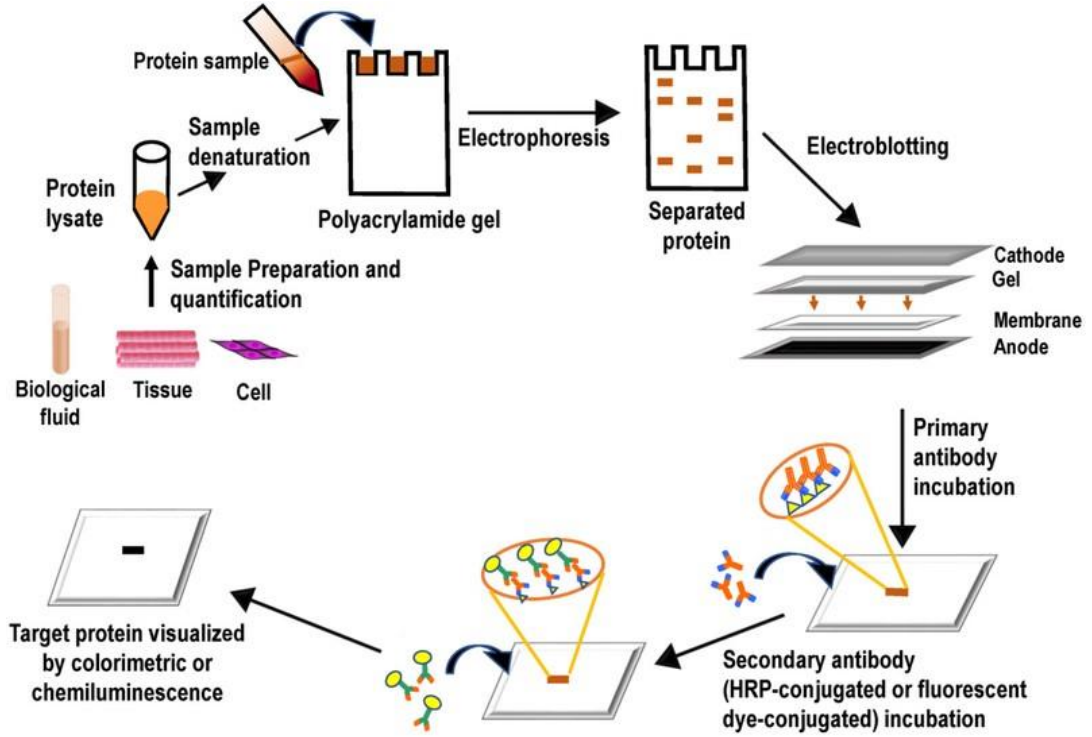 Protein sample
Sample
denaturation
Protein
lysate
Polyacrylamide gel
Electrophoresis
Separated
protein
Electroblotting
Cathode
Gel
Membrane
Anode
Sample Preparation and
quantification
Biological
fluid
Tissue
Cell
Primary
antibody
incubation
Secondary antibody
(HRP-conjugated or fluorescent
dye-conjugated) incubation
Target protein visualized
by colorimetric or
chemiluminescence